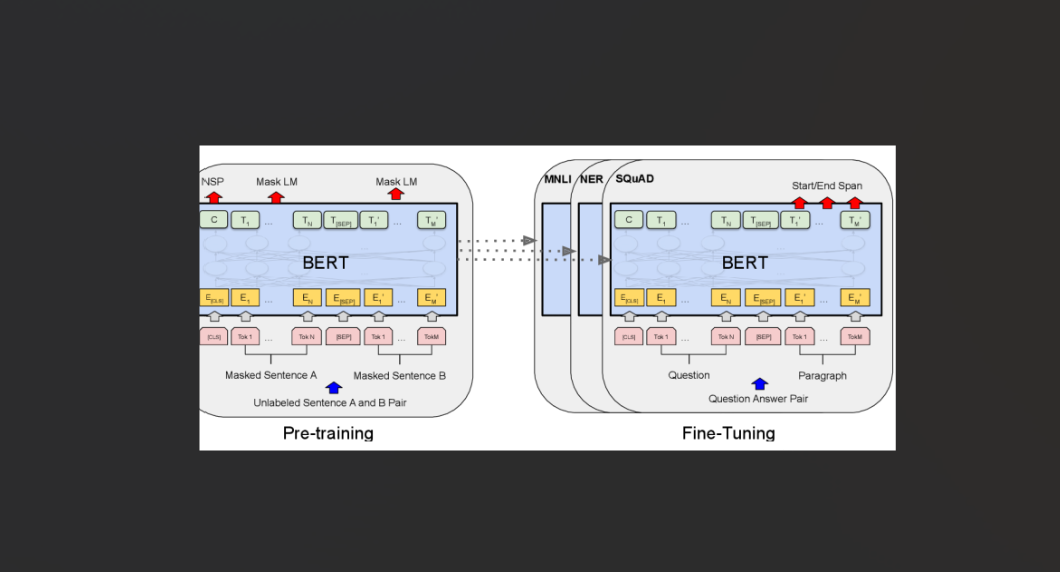 NSP Mask LM Mask LM
C T1 ... TN T[SEP] T1' ... TM'
BERT
E[CLS] E1 ... EN E[SEP] E1' ... EM'
[CLS] Tok 1 ... Tok N [SEP] Tok 1 ... TokM
Masked Sentence A Masked Sentence B
Unlabeled Sentence A and B Pair
Pre-training
MNLI NER SQuAD
Start/End Span
C T1 ... TN T[SEP] T1' ... TM'
BERT
E[CLS] E1 ... EN E[SEP] E1' ... EM'
[CLS] Tok 1 ... Tok N [SEP] Tok 1 ... TokM
Question Paragraph
Question Answer Pair
Fine-Tuning